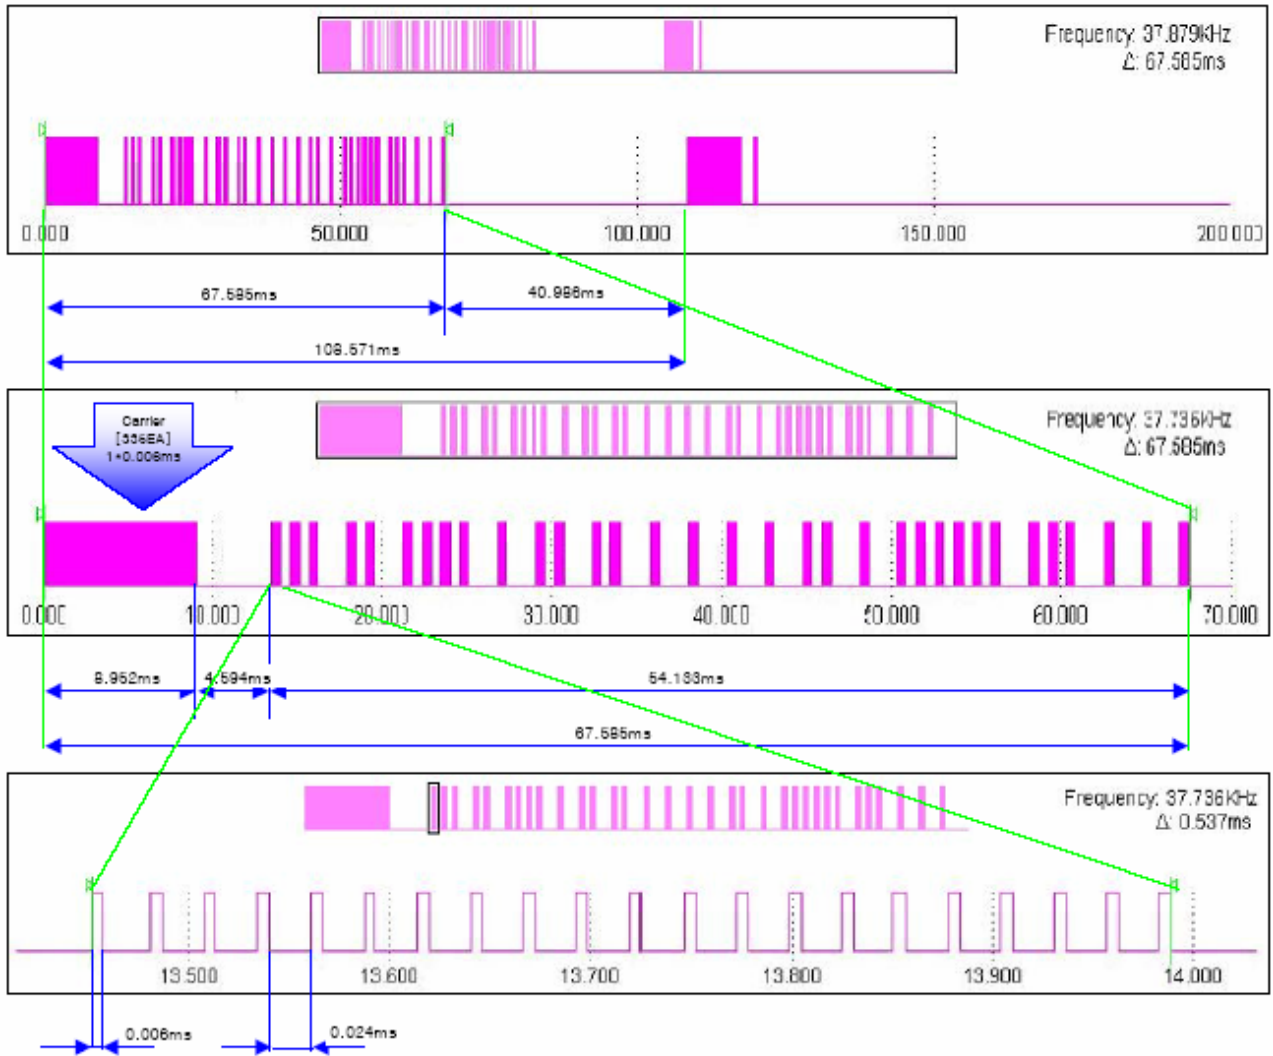 Frequency: 37.879KHz
Δ: 67.585ms
0.000 50.000 100.000 150.000 200.000
67.585ms 40.986ms
108.571ms
Carrier
[336EA]
1=0.006ms
Frequency: 37.736KHz
Δ: 67.585ms
0.000 10.000 20.000 30.000 40.000 50.000 60.000 70.000
8.952ms 4.594ms 54.133ms
67.585ms
Frequency: 37.736KHz
Δ: 0.537ms
13.500 13.600 13.700 13.800 13.900 14.000
0.006ms 0.024ms